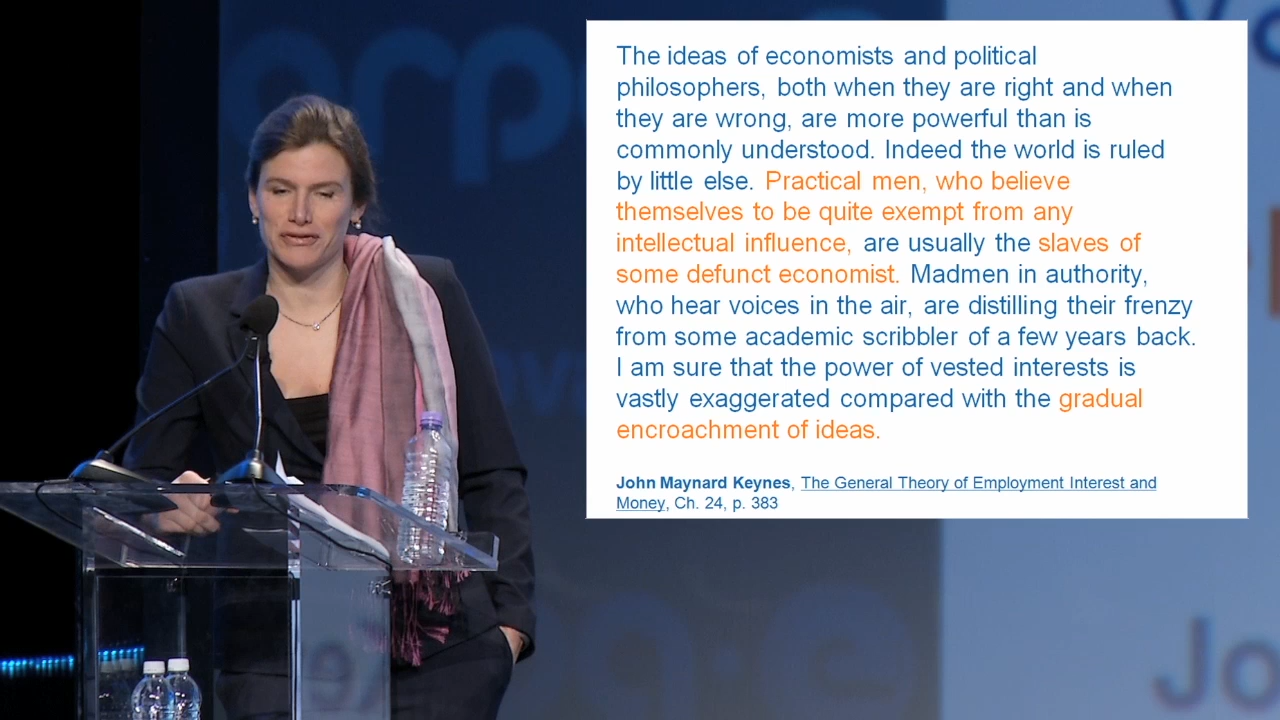 The ideas of economists and political
philosophers, both when they are right and when
they are wrong, are more powerful than is
commonly understood. Indeed the world is ruled
by little else. Practical men, who believe
themselves to be quite exempt from any
intellectual influence, are usually the slaves of
some defunct economist. Madmen in authority,
who hear voices in the air, are distilling their frenzy
from some academic scribbler of a few years back.
I am sure that the power of vested interests is
vastly exaggerated compared with the gradual
encroachment of ideas.
John Maynard Keynes, The General Theory of Employment Interest and
Money, Ch. 24, p. 383
Jo